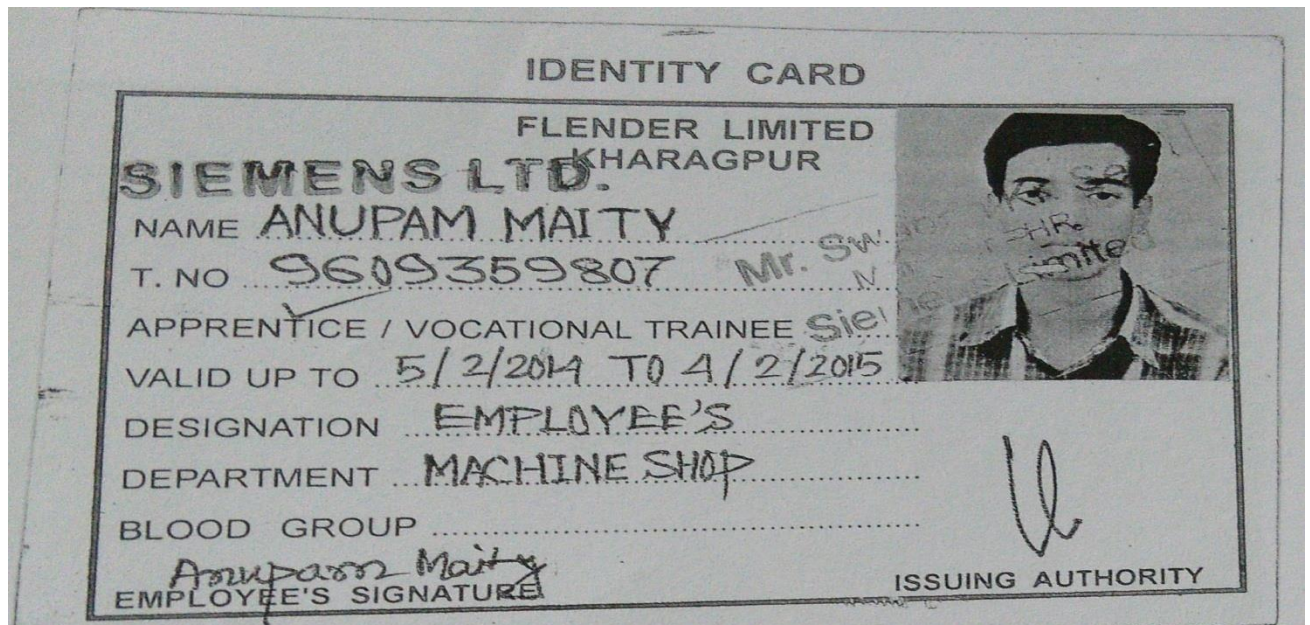 IDENTITY CARD
FLENDER LIMITED
KHARAGPUR
SIEMENS LTD.
NAME ANUPAM MAITY
T. NO 9609359807
Mr.
APPRENTICE / VOCATIONAL TRAINEE
VALID UP TO 5/2/2014 TO 4/2/2015
DESIGNATION EMPLOYEE'S
DEPARTMENT MACHINE SHOP
BLOOD GROUP
Anupam Maity
EMPLOYEE'S SIGNATURE
ISSUING AUTHORITY